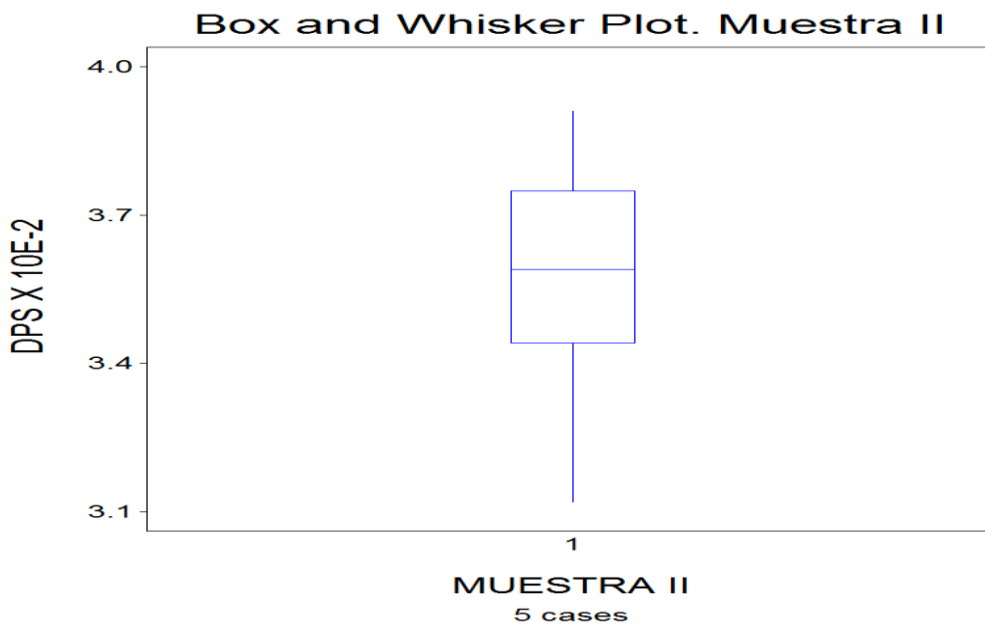 Box and Whisker Plot. Muestra II
4.0
3.7
3.4
3.1
DPS X 10E-2
1
MUESTRA II
5 cases